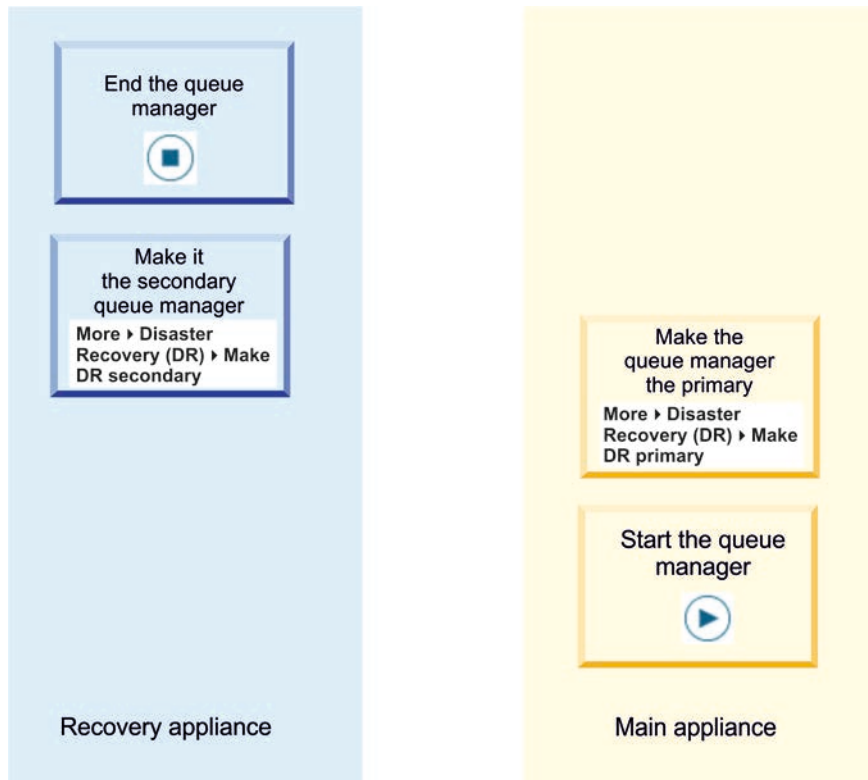 End the queue
manager
Make it
the secondary
queue manager
More ▸ Disaster
Recovery (DR) ▸ Make
DR secondary
Recovery appliance
Make the
queue manager
the primary
More ▸ Disaster
Recovery (DR) ▸ Make
DR primary
Start the queue
manager
Main appliance